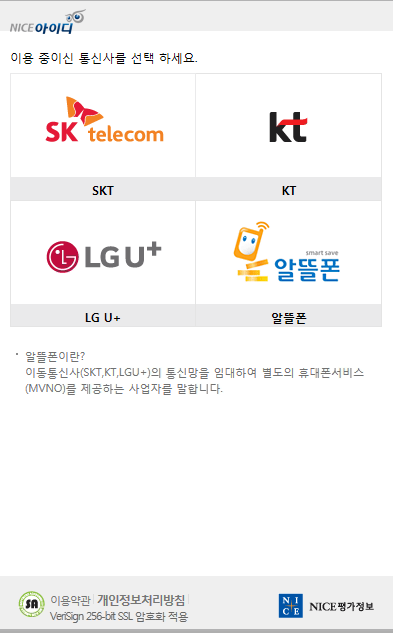 NICE아이디
이용 중이신 통신사를 선택 하세요.
SK telecom
kt
SKT
KT
LG U+
smart save
알뜰폰
LG U+
알뜰폰
알뜰폰이란?
이동통신사(SKT,KT,LGU+)의 통신망을 임대하여 별도의 휴대폰서비스
(MVNO)를 제공하는 사업자를 말합니다.
SA
이용약관 | 개인정보처리방침 |
VeriSign 256-bit SSL 암호화 적용
NICE
NICE평가정보